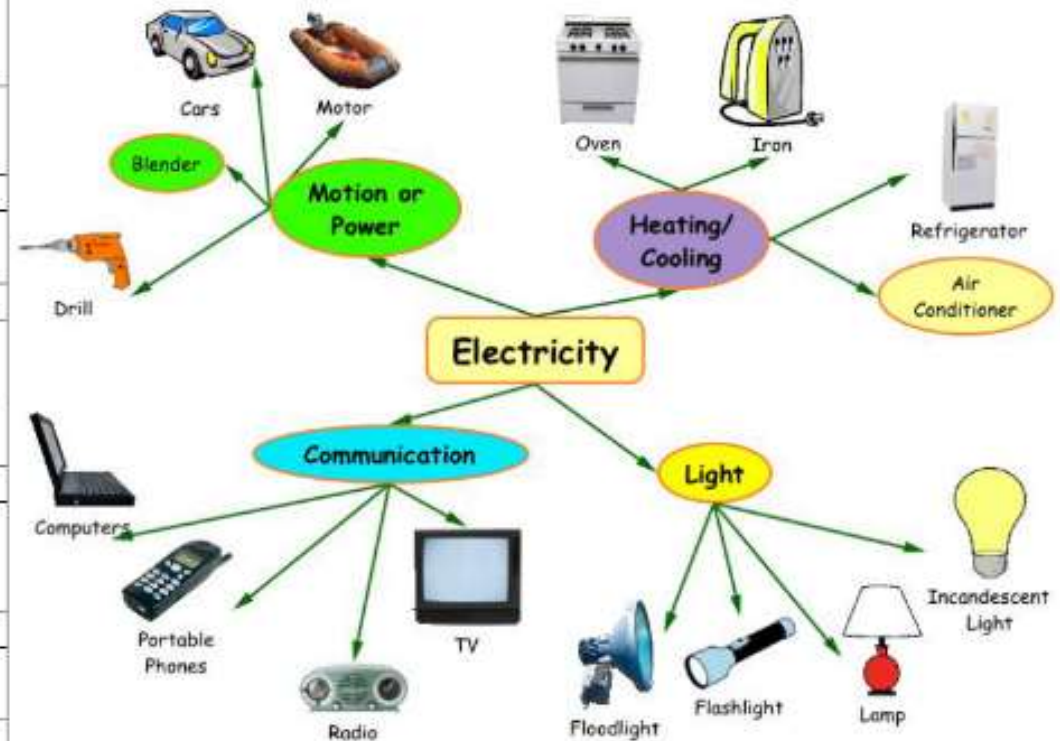 Cars
Motor
Blender
Motion or
Power
Drill
Oven
Iron
Heating/
Cooling
Refrigerator
Air
Conditioner
Electricity
Communication
Computers
Portable
Phones
Radio
TV
Light
Floodlight
Flashlight
Lamp
Incandescent
Light